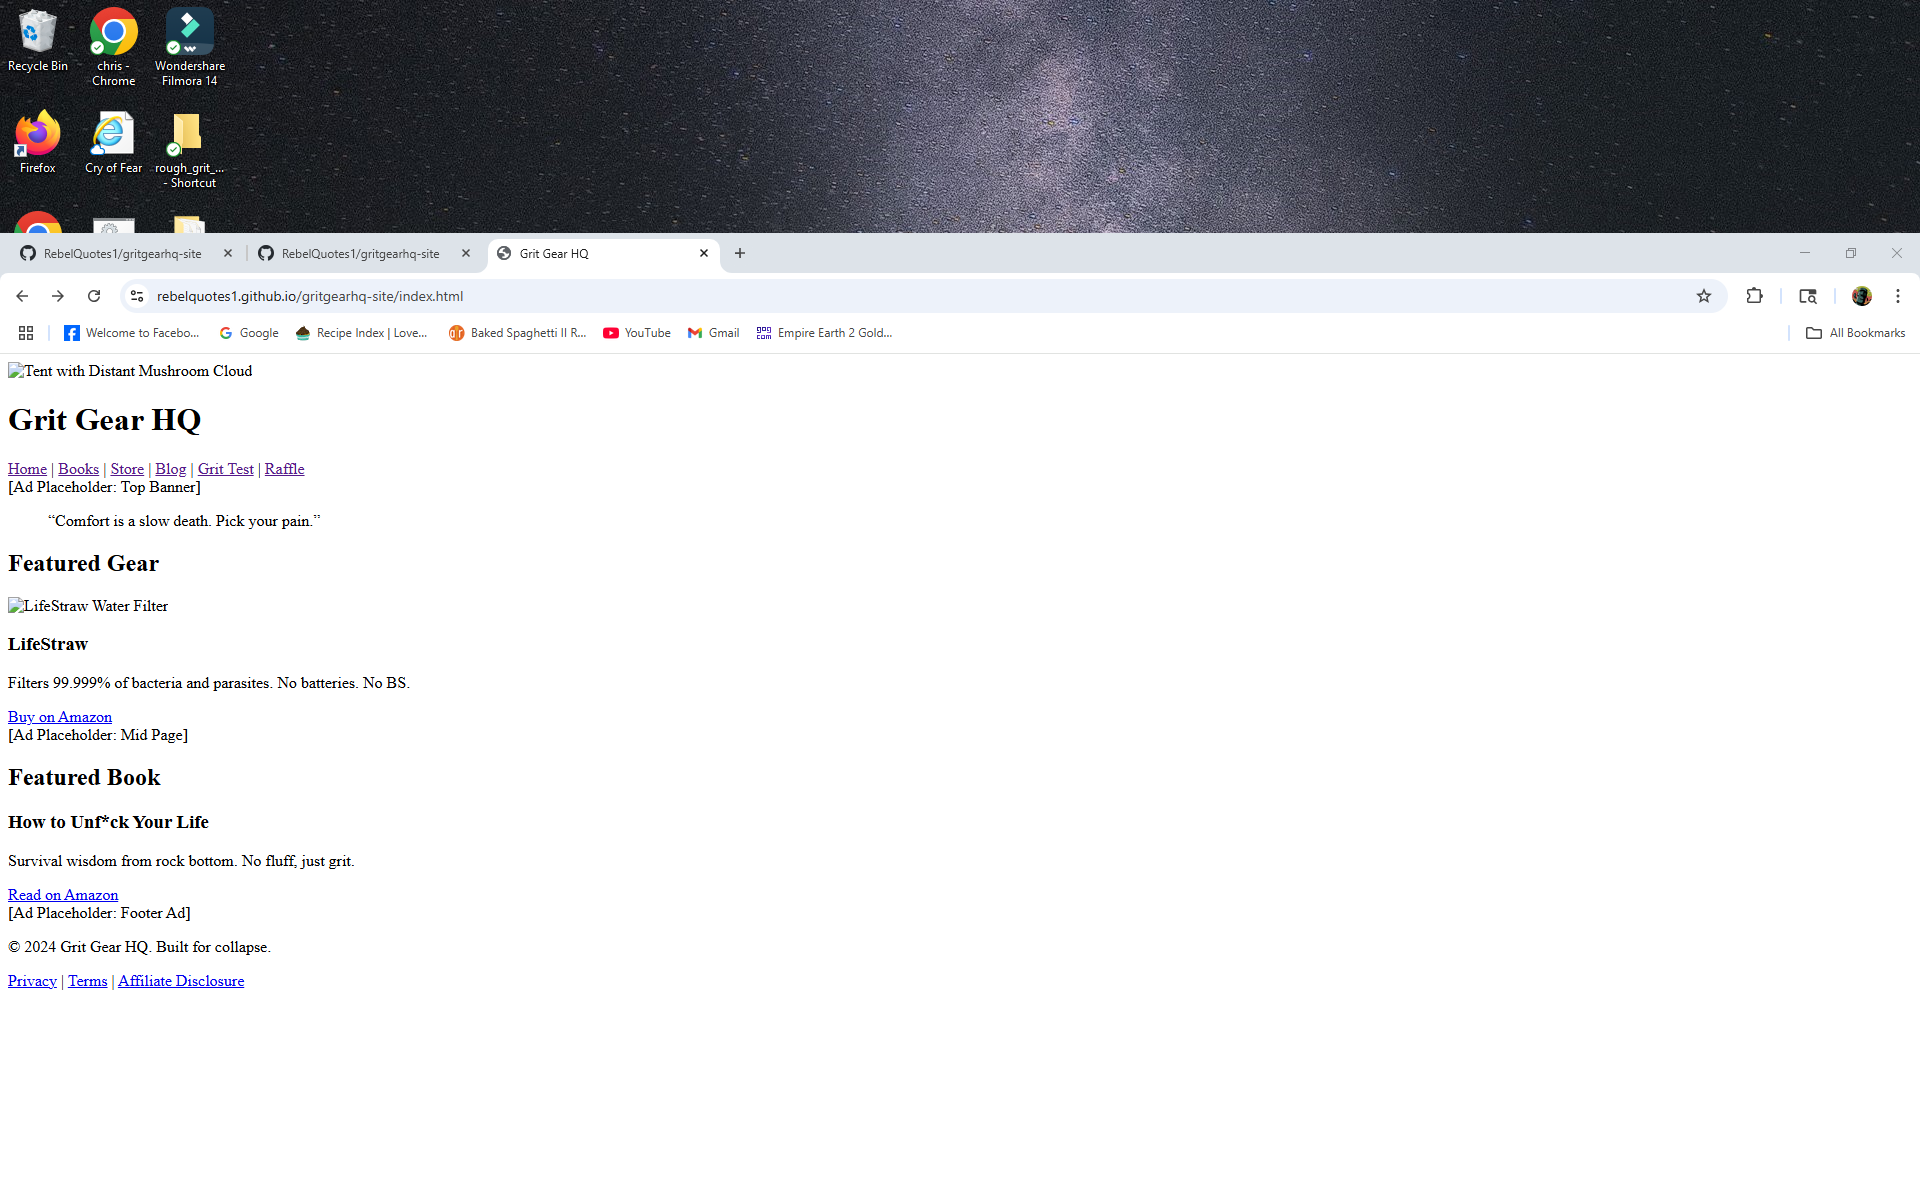 Recycle Bin
chris - Chrome
Wondershare Filmora 14
Firefox
Cry of Fear
rough_grit_... - Shortcut
RebelQuotes1/gritgearhq-site
RebelQuotes1/gritgearhq-site
Grit Gear HQ
rebelquotes1.github.io/gritgearhq-site/index.html
Welcome to Facebo...
Google
Recipe Index | Love...
Baked Spaghetti II R...
YouTube
Gmail
Empire Earth 2 Gold...
All Bookmarks
Tent with Distant Mushroom Cloud
Grit Gear HQ
Home | Books | Store | Blog | Grit Test | Raffle
[Ad Placeholder: Top Banner]
“Comfort is a slow death. Pick your pain.”
Featured Gear
LifeStraw Water Filter
LifeStraw
Filters 99.999% of bacteria and parasites. No batteries. No BS.
Buy on Amazon
[Ad Placeholder: Mid Page]
Featured Book
How to Unf*ck Your Life
Survival wisdom from rock bottom. No fluff, just grit.
Read on Amazon
[Ad Placeholder: Footer Ad]
© 2024 Grit Gear HQ. Built for collapse.
Privacy | Terms | Affiliate Disclosure